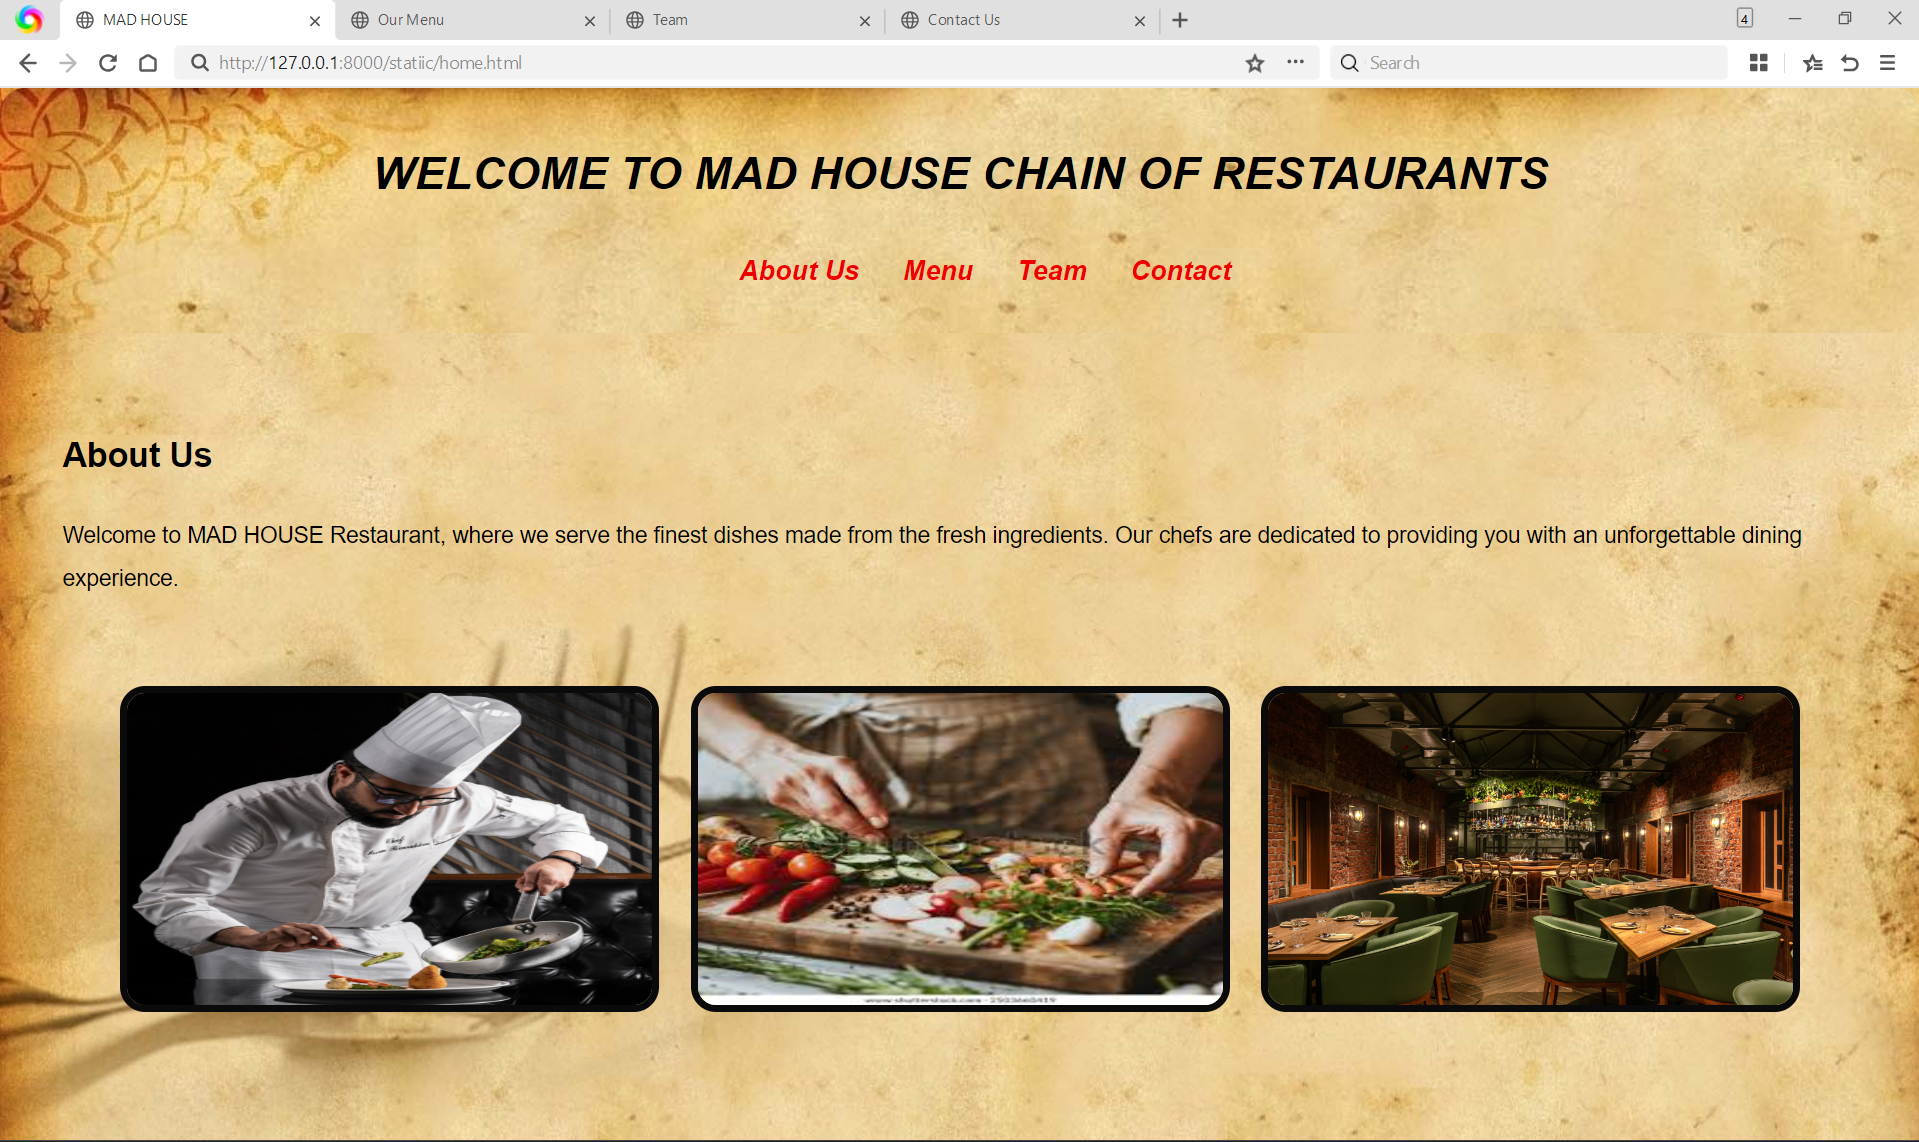 MAD HOUSE
Our Menu
Team
Contact Us
4
http://127.0.0.1:8000/statiic/home.html
Search
WELCOME TO MAD HOUSE CHAIN OF RESTAURANTS
About Us Menu Team Contact
About Us
Welcome to MAD HOUSE Restaurant, where we serve the finest dishes made from the fresh ingredients. Our chefs are dedicated to providing you with an unforgettable dining
experience.
Chef